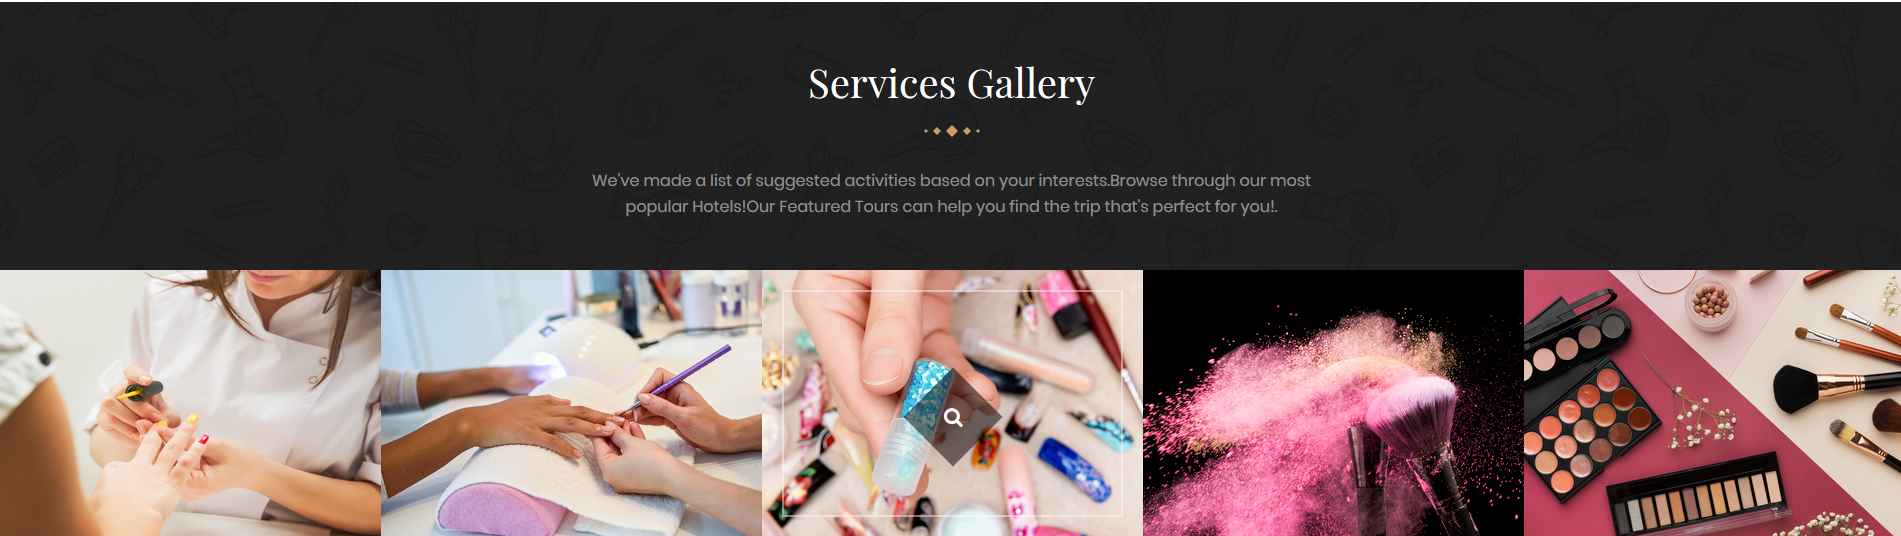 Services Gallery
We've made a list of suggested activities based on your interests.Browse through our most
popular Hotels!Our Featured Tours can help you find the trip that's perfect for you!.